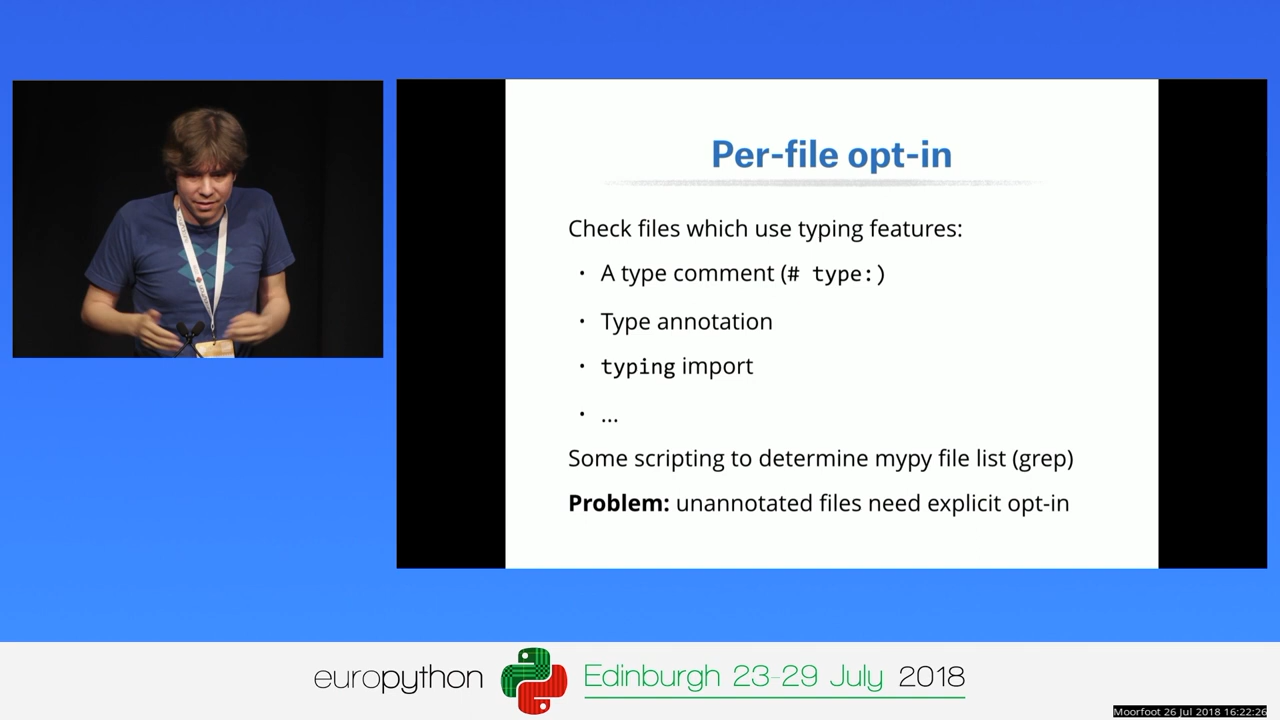 Per-file opt-in
Check files which use typing features:
· A type comment (# type:)
· Type annotation
· typing import
· ...
Some scripting to determine mypy file list (grep)
Problem: unannotated files need explicit opt-in
europython
Edinburgh 23-29 July 2018
Moorfoot 26 Jul 2018 16:22:26